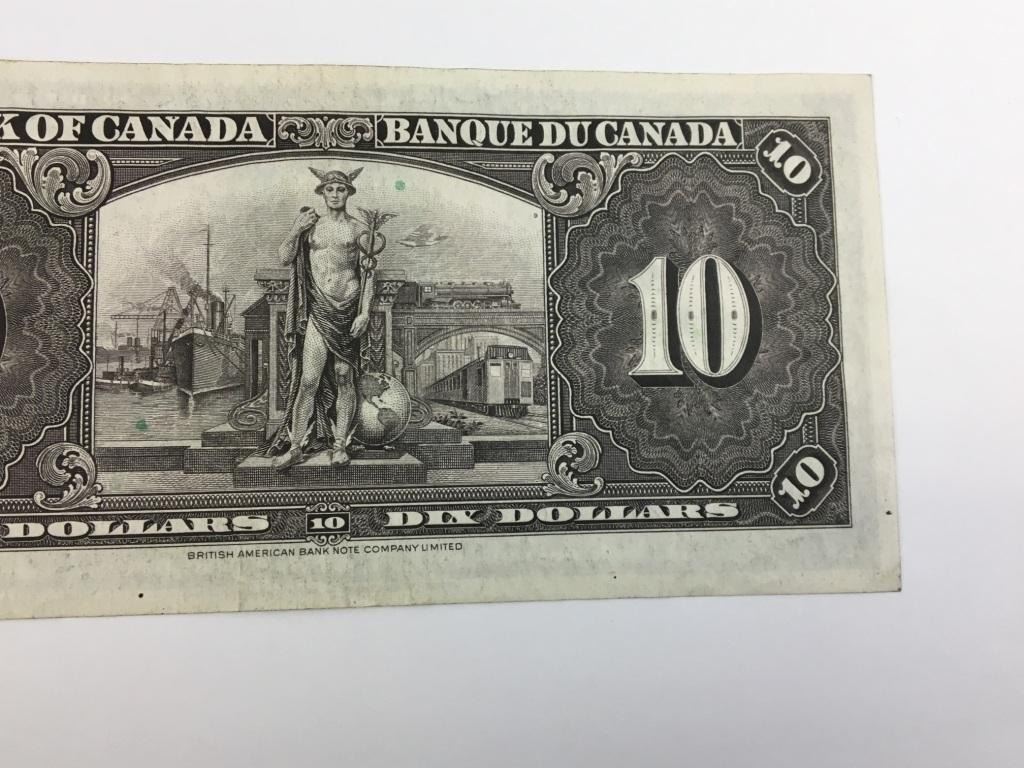 K OF CANADA BANQUE DU CANADA
10
10
10
DOLLARS 10 DIX DOLLARS
BRITISH AMERICAN BANK NOTE COMPANY LIMITED